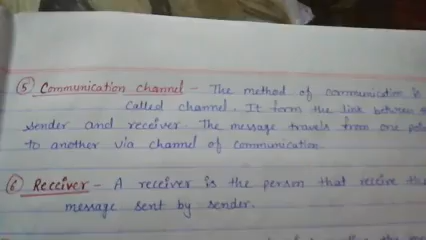 ⑤ Communication Channel - The method of communication is
called channel. It form the link between
sender and receiver. The message travels from one
to another via channel of communication
⑥ Receiver - A receiver is the person that receive the
message sent by sender.